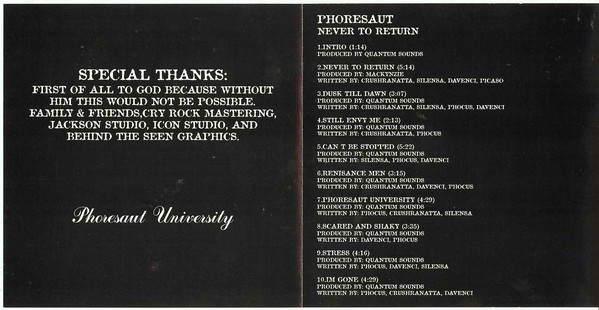 SPECIAL THANKS:
FIRST OF ALL TO GOD BECAUSE WITHOUT
HIM THIS WOULD NOT BE POSSIBLE.
FAMILY & FRIENDS,CRY ROCK MASTERING,
JACKSON STUDIO, ICON STUDIO, AND
BEHIND THE SEEN GRAPHICS.
Phoresaut University
PHORESAUT
NEVER TO RETURN
1.INTRO (1:14)
PRODUCED BY QUANTUM SOUNDS
2.NEVER TO RETURN (5:14)
PRODUCED BY: MACKYNZIE
WRITTEN BY: CRUSHRANATTA, SILENSA, DAVENCI, PICASO
3.DUSK TILL DAWN (3:07)
PRODUCED BY: QUANTUM SOUNDS
WRITTEN BY: CRUSHRANATTA, SILENSA, PHOCUS, DAVENCI
4.STILL ENVY ME (2:13)
PRODUCED BY: QUANTUM SOUNDS
WRITTEN BY: CRUSHRANATTA, PHOCUS
5.CAN T BE STOPPED (5:22)
PRODUCED BY: QUANTUM SOUNDS
WRITTEN BY: SILENSA, PHOCUS, DAVENCI
6.RENISANCE MEN (3:15)
PRODUCED BY: QUANTUM SOUNDS
WRITTEN BY: CRUSHRANATTA, DAVENCI, PHOCUS
7.PHORESAUT UNIVERSITY (4:29)
PRODUCED BY: QUANTUM SOUNDS
WRITTEN BY: PHOCUS, CRUSHRANATTA, SILENSA
8.SCARED AND SHAKY (3:35)
PRODUCED BY: QUANTUM SOUNDS
WRITTEN BY: DAVENCI, PHOCUS
9.STRESS (4:16)
PRODUCED BY: QUANTUM SOUNDS
WRITTEN BY: PHOCUS, DAVENCI, SILENSA
10.IM GONE (4:29)
PRODUCED BY: QUANTUM SOUNDS
WRITTEN BY: PHOCUS, CRUSHRANATTA, DAVENCI